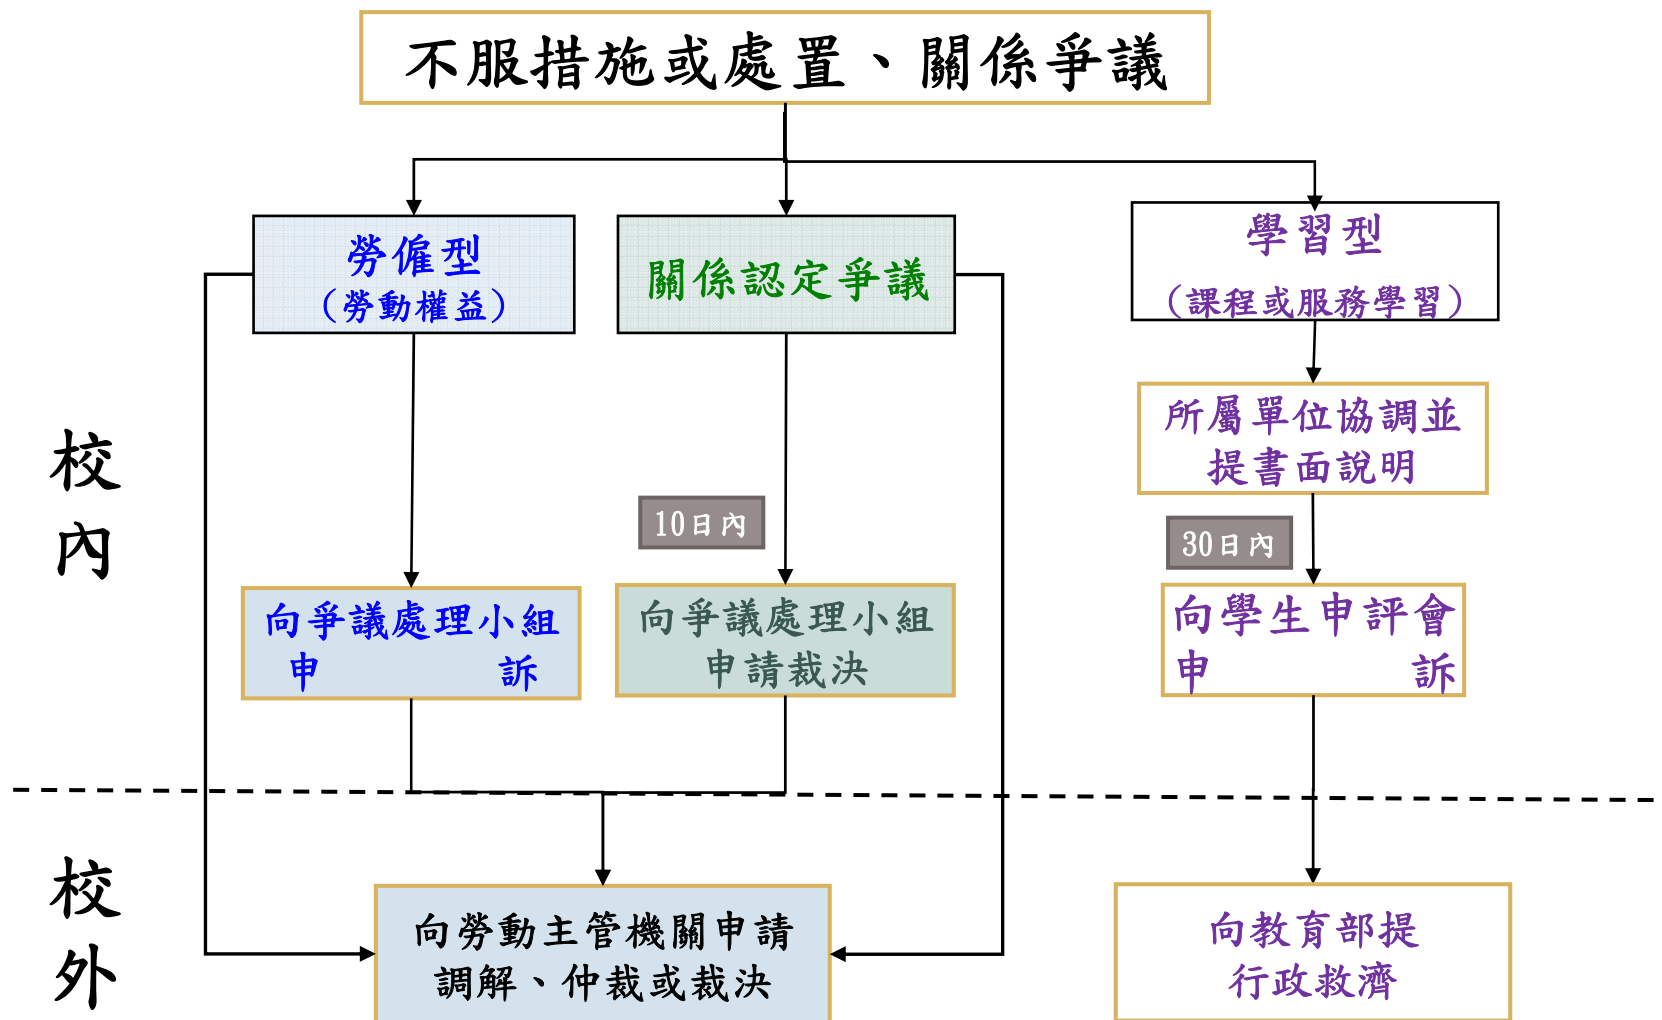 不服措施或處置、關係爭議
勞僱型
（勞動權益）
關係認定爭議
學習型
（課程或服務學習）
所屬單位協調並
提書面說明
校
內
10日內
30日內
向爭議處理小組
申訴
向爭議處理小組
申請裁決
向學生申評會
申訴
校
外
向勞動主管機關申請
調解、仲裁或裁決
向教育部提
行政救濟